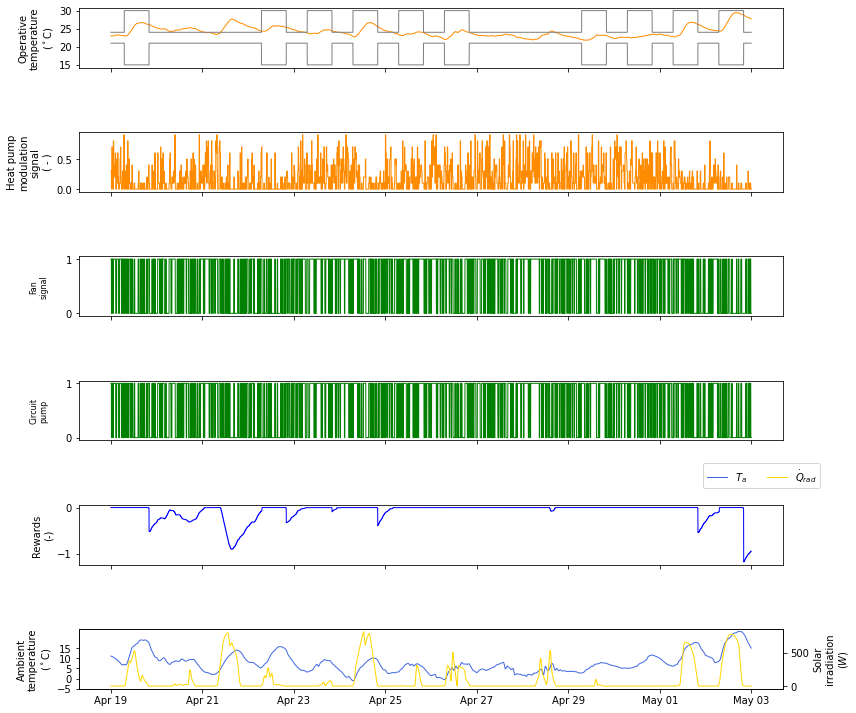 Operative
temperature
(°C)
30
25
20
15
Heat pump
modulation
signal
( - )
0.5
0.0
Fan
signal
1
0
Circuit
pump
1
0
T_a
Q̇_rad
Rewards
(-)
0
−1
Ambient
temperature
(°C)
15
10
5
0
−5
500
0
Solar
irradiation
(W)
Apr 19 Apr 21 Apr 23 Apr 25 Apr 27 Apr 29 May 01 May 03